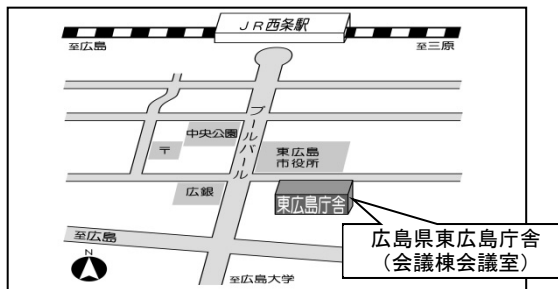 JR西条駅
至広島
至三原
ブールバール
中央公園
〒
東広島
市役所
広銀
東広島庁舎
至広島
広島県東広島庁舎
(会議棟会議室)
N
至広島大学